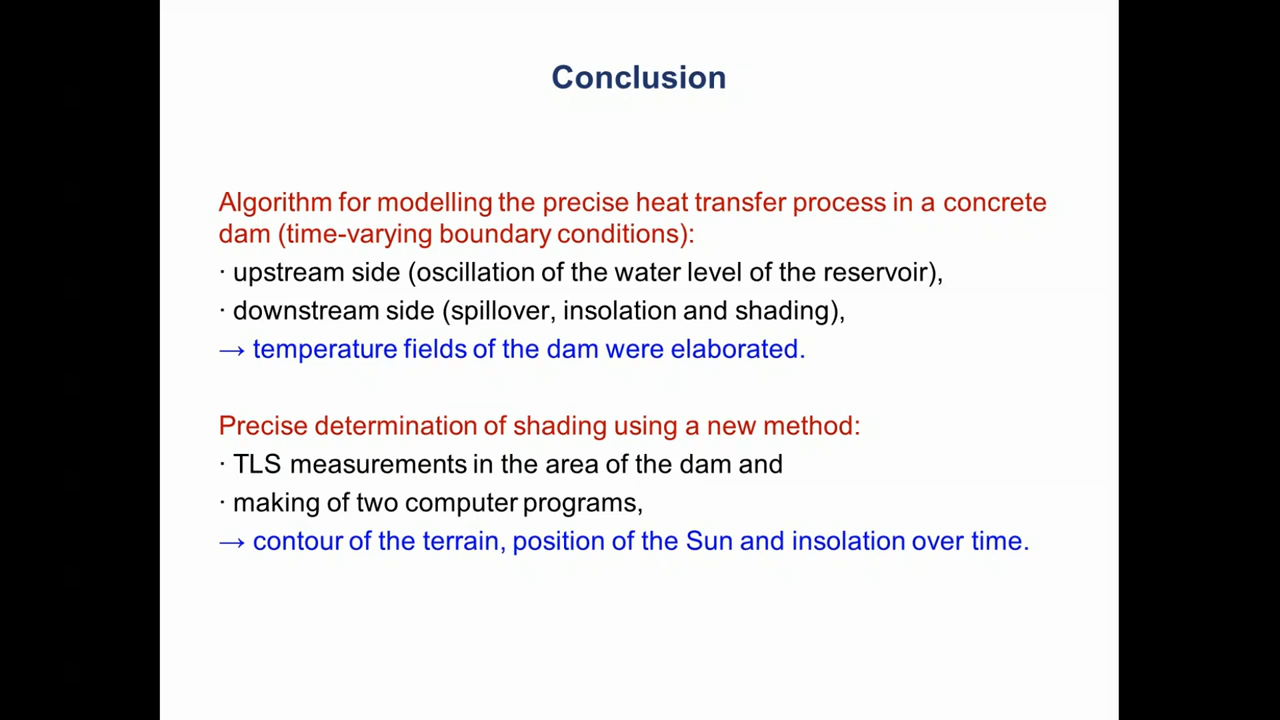 Conclusion
Algorithm for modelling the precise heat transfer process in a concrete
dam (time-varying boundary conditions):
· upstream side (oscillation of the water level of the reservoir),
· downstream side (spillover, insolation and shading),
→ temperature fields of the dam were elaborated.
Precise determination of shading using a new method:
· TLS measurements in the area of the dam and
· making of two computer programs,
→ contour of the terrain, position of the Sun and insolation over time.